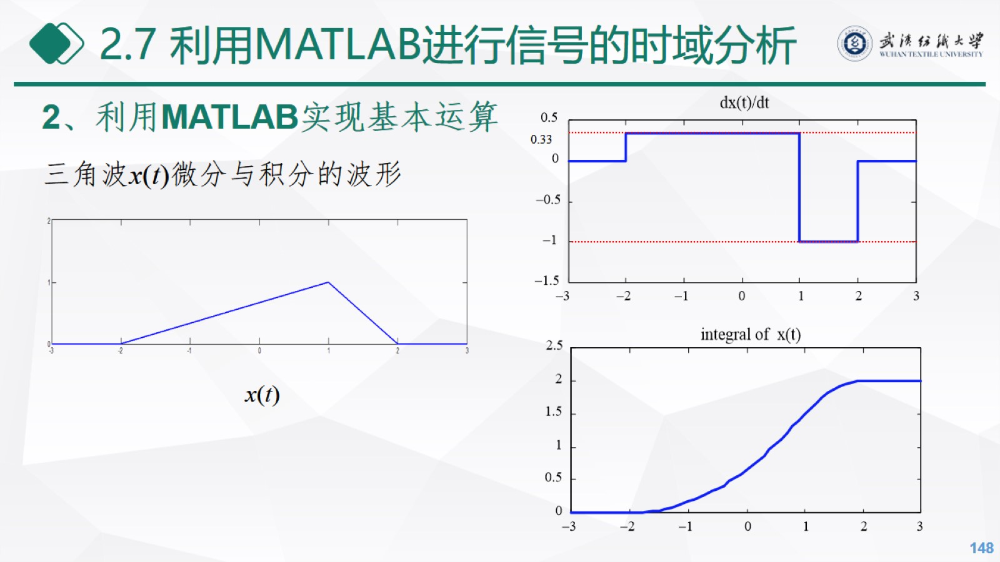 2.7 利用MATLAB进行信号的时域分析
武汉纺织大学
WUHAN TEXTILE UNIVERSITY
2、利用MATLAB实现基本运算
三角波x(t)微分与积分的波形
2
1
0
-3 -2 -1 0 1 2 3
x(t)
dx(t)/dt
0.5
0.33
0
−0.5
−1
−1.5
−3 −2 −1 0 1 2 3
integral of x(t)
2.5
2
1.5
1
0.5
0
−3 −2 −1 0 1 2 3
148